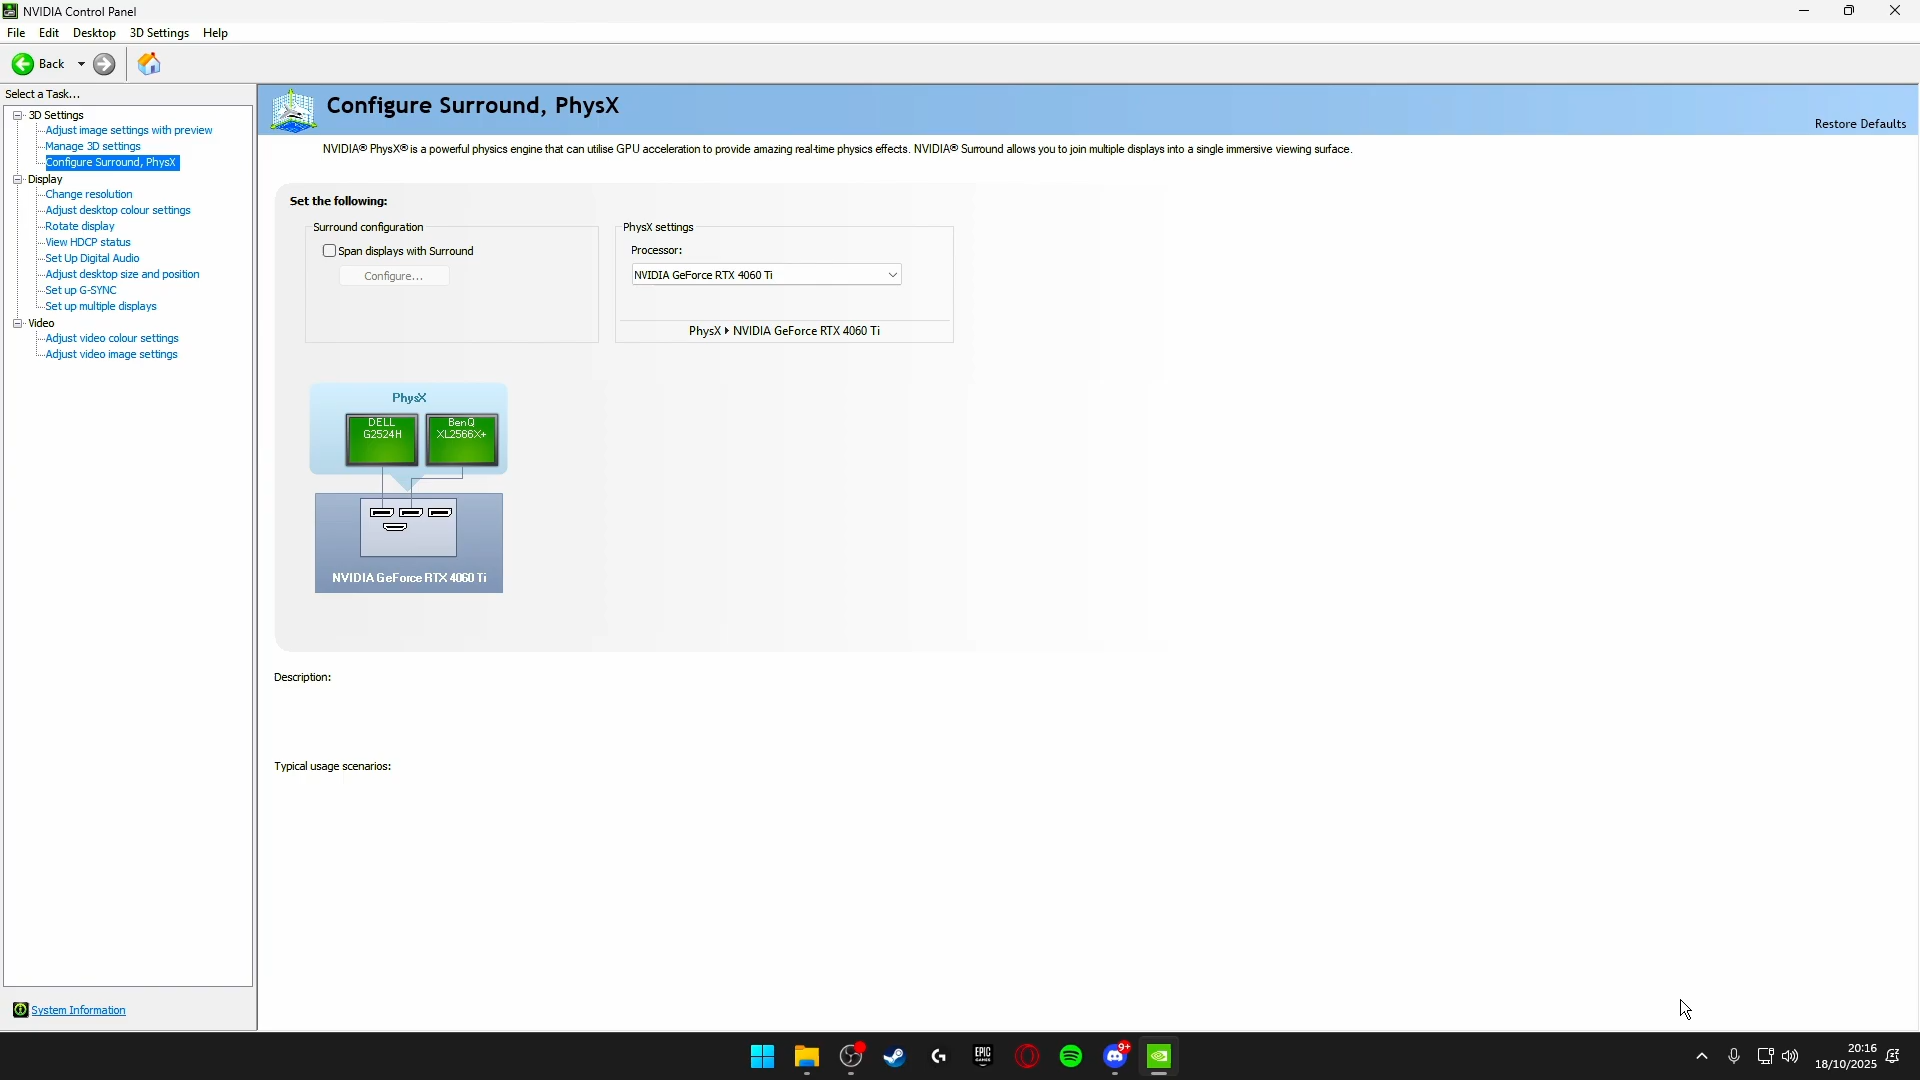 NVIDIA Control Panel
File Edit Desktop 3D Settings Help
Back
Select a Task...
3D Settings
Adjust image settings with preview
Manage 3D settings
Configure Surround, PhysX
Display
Change resolution
Adjust desktop colour settings
Rotate display
View HDCP status
Set Up Digital Audio
Adjust desktop size and position
Set up G-SYNC
Set up multiple displays
Video
Adjust video colour settings
Adjust video image settings
System Information
Configure Surround, PhysX
Restore Defaults
NVIDIA® PhysX® is a powerful physics engine that can utilise GPU acceleration to provide amazing real-time physics effects. NVIDIA® Surround allows you to join multiple displays into a single immersive viewing surface.
Set the following:
Surround configuration
Span displays with Surround
Configure...
PhysX settings
Processor:
NVIDIA GeForce RTX 4060 Ti
PhysX ▸ NVIDIA GeForce RTX 4060 Ti
PhysX
DELL
G2524H
BenQ
XL2566X+
NVIDIA GeForce RTX 4060 Ti
Description:
Typical usage scenarios:
EPIC
GAMES
9+
20:16
18/10/2025